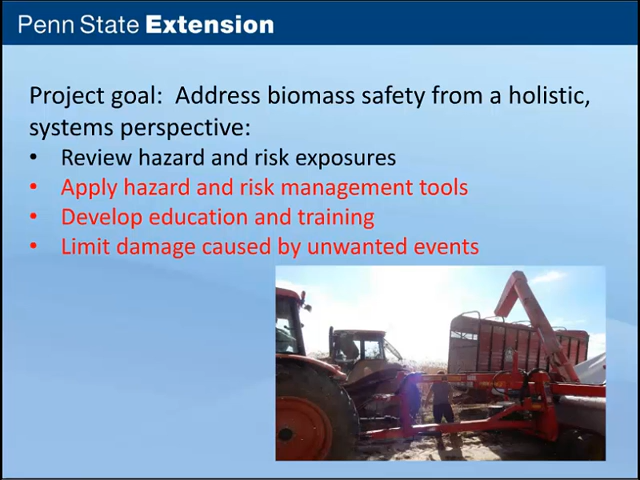 Penn State Extension
Project goal:  Address biomass safety from a holistic,
systems perspective:
• Review hazard and risk exposures
• Apply hazard and risk management tools
• Develop education and training
• Limit damage caused by unwanted events